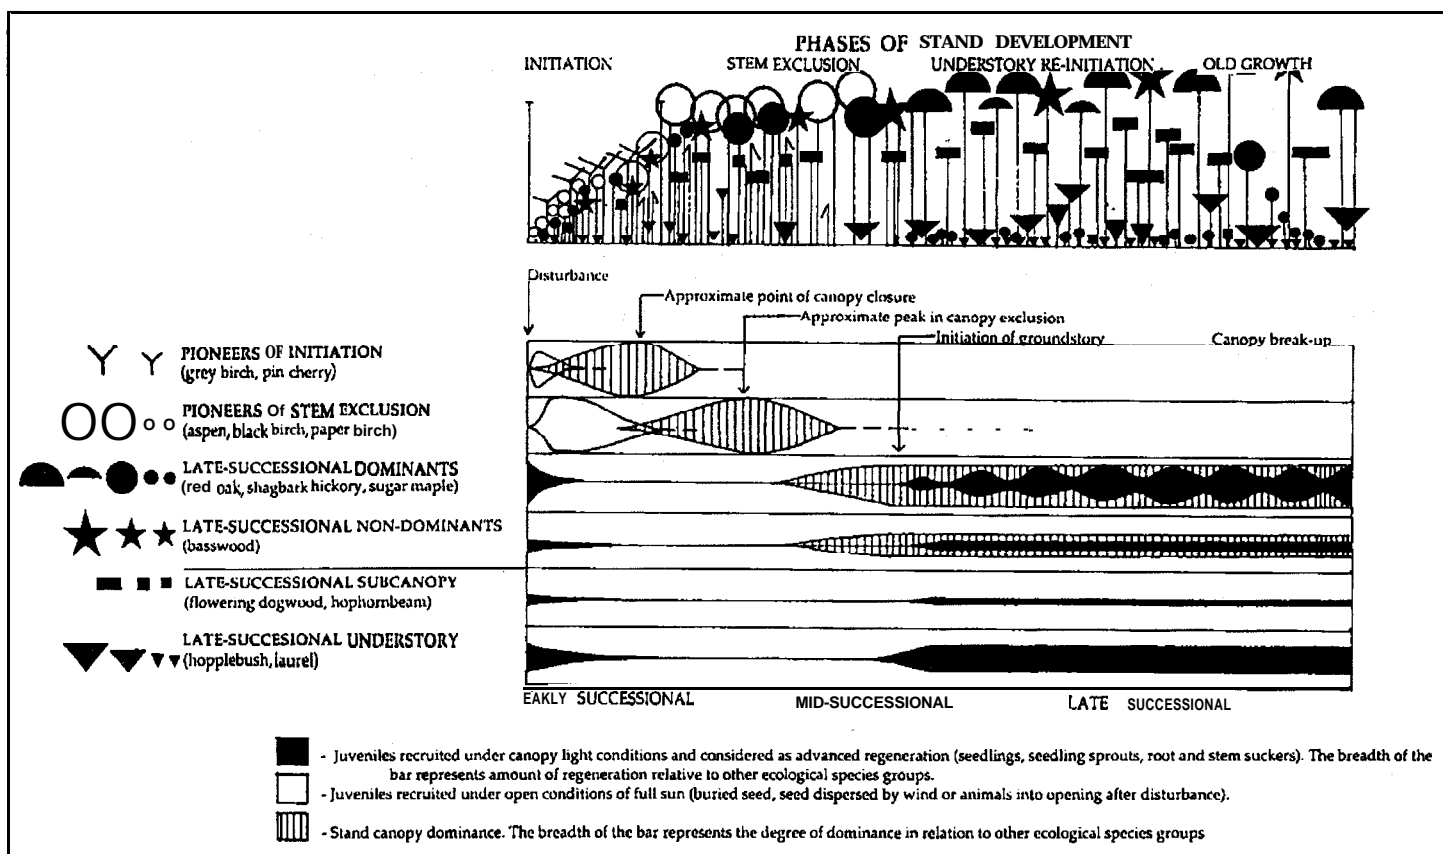 PHASES OF STAND DEVELOPMENT
INITIATION STEM EXCLUSION UNDERSTORY RE-INITIATION OLD GROWTH
Disturbance
Approximate point of canopy closure
Approximate peak in canopy exclusion
Initiation of groundstory Canopy break-up
PIONEERS OF INITIATION
(grey birch, pin cherry)
PIONEERS Of STEM EXCLUSION
(aspen, black birch, paper birch)
LATE-SUCCESSIONAL DOMINANTS
(red oak, shagbark hickory, sugar maple)
LATE-SUCCESSIONAL NON-DOMINANTS
(basswood)
LATE-SUCCESSIONAL SUBCANOPY
(flowering dogwood, hophornbeam)
LATE-SUCCESIONAL UNDERSTORY
(hopplebush, laurel)
EAKLY SUCCESSIONAL MID-SUCCESSIONAL LATE SUCCESSIONAL
- Juveniles recruited under canopy light conditions and considered as advanced regeneration (seedlings, seedling sprouts, root and stem suckers). The breadth of the
bar represents amount of regeneration relative to other ecological species groups.
- Juveniles recruited under open conditions of full sun (buried seed, seed dispersed by wind or animals into opening after disturbance).
- Stand canopy dominance. The breadth of the bar represents the degree of dominance in relation to other ecological species groups